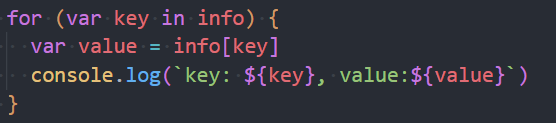 for (var key in info) {
  var value = info[key]
  console.log(`key: ${key}, value:${value}`)
}